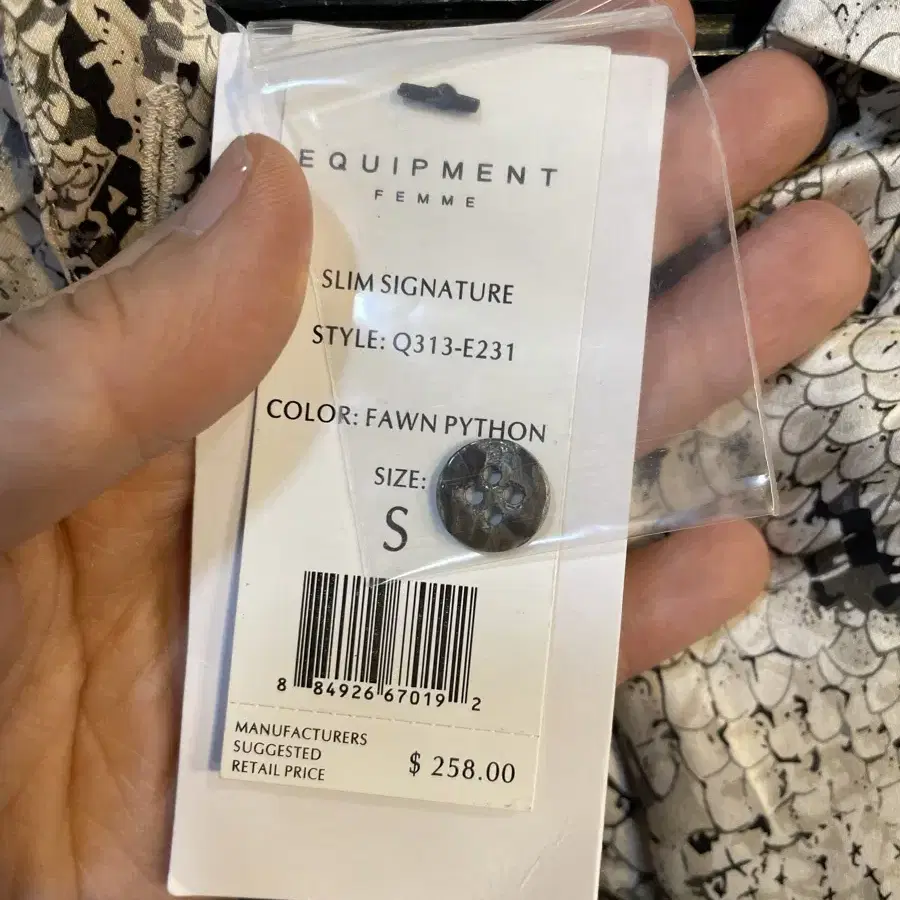 EQUIPMENT
FEMME
SLIM SIGNATURE
STYLE: Q313-E231
COLOR: FAWN PYTHON
SIZE:
S
8 84926 67019 2
MANUFACTURERS
SUGGESTED
RETAIL PRICE
$ 258.00